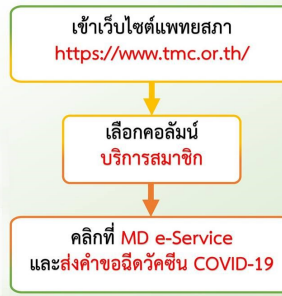 เข้าเว็บไซต์แพทยสภา
https://www.tmc.or.th/
เลือกคอลัมน์
บริการสมาชิก
คลิกที่ MD e-Service
และส่งคำขอฉีดวัคซีน COVID-19